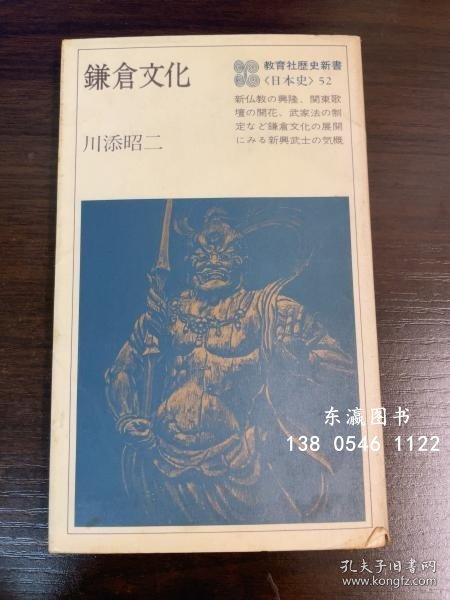 鎌倉文化
川添昭二
教育社歴史新書
〈日本史〉52
新仏教の興隆、関東歌
壇の開花、武家法の制
定など鎌倉文化の展開
にみる新興武士の気概
东瀛图书
138 0546 1122
孔夫子旧书网
www.kongfz.com